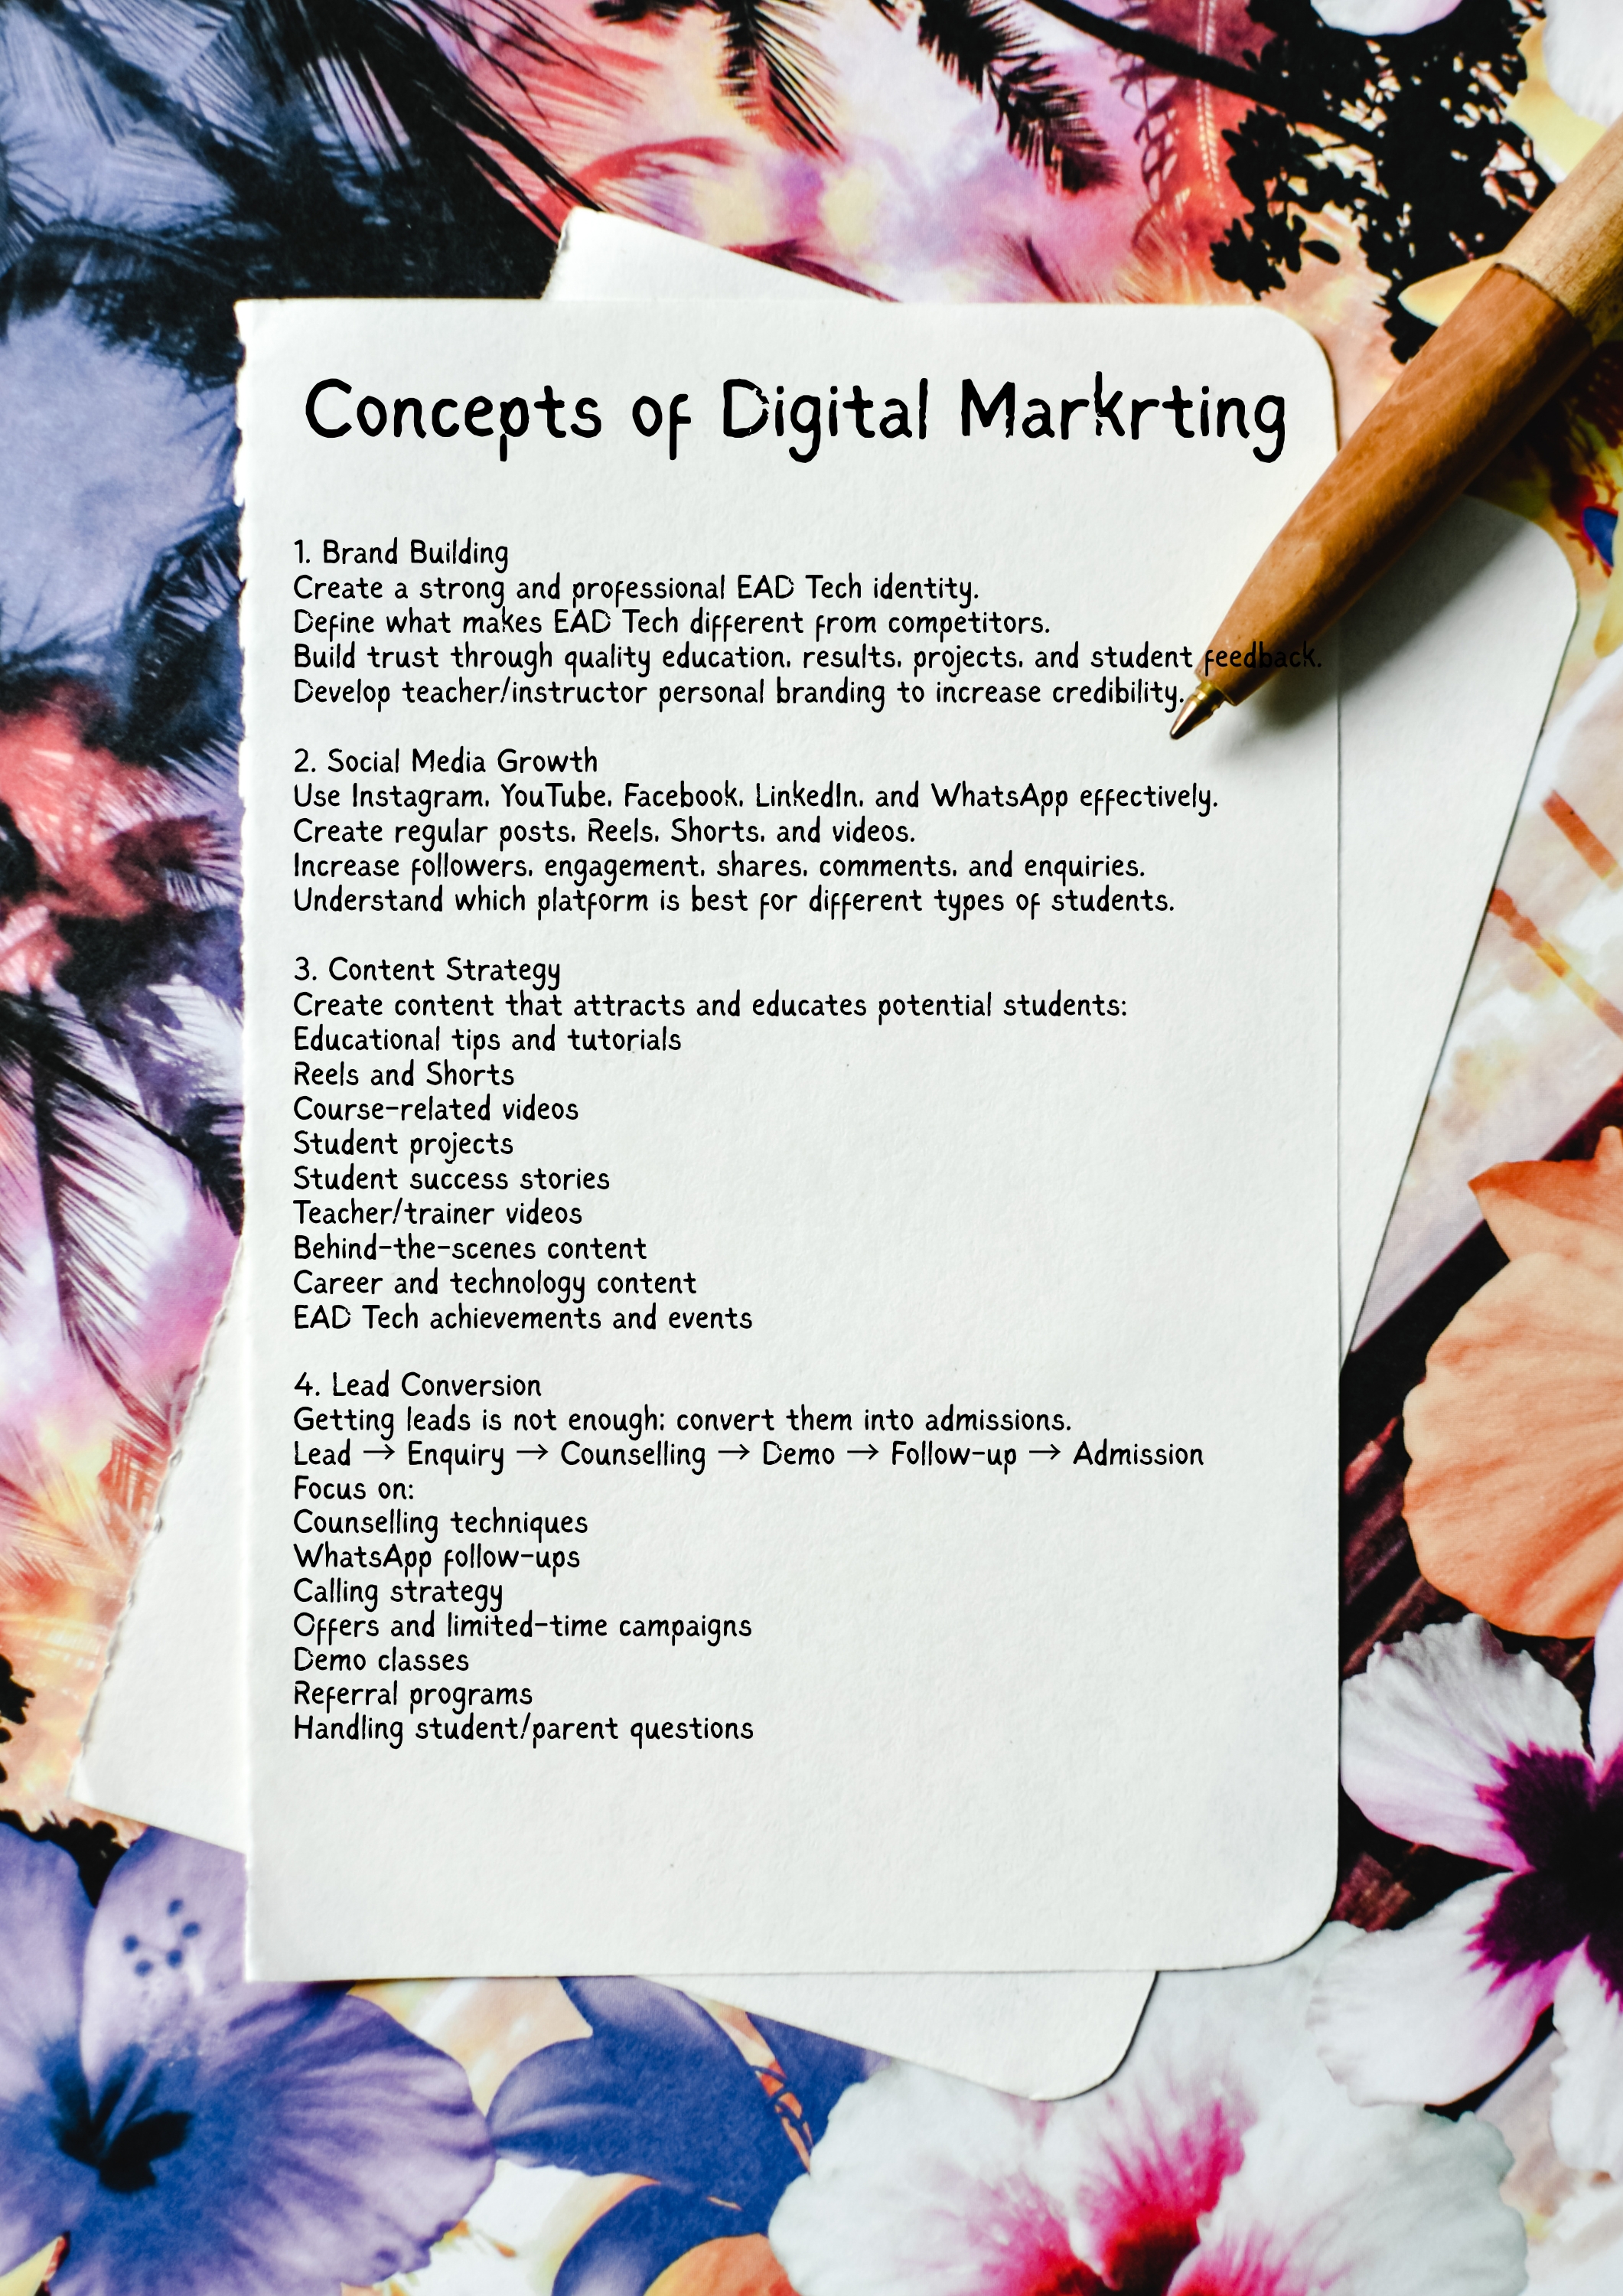 Concepts of Digital Markrting
1. Brand Building
Create a strong and professional EAD Tech identity.
Define what makes EAD Tech different from competitors.
Build trust through quality education, results, projects, and student feedback.
Develop teacher/instructor personal branding to increase credibility.
2. Social Media Growth
Use Instagram, YouTube, Facebook, LinkedIn, and WhatsApp effectively.
Create regular posts, Reels, Shorts, and videos.
Increase followers, engagement, shares, comments, and enquiries.
Understand which platform is best for different types of students.
3. Content Strategy
Create content that attracts and educates potential students:
Educational tips and tutorials
Reels and Shorts
Course-related videos
Student projects
Student success stories
Teacher/trainer videos
Behind-the-scenes content
Career and technology content
EAD Tech achievements and events
4. Lead Conversion
Getting leads is not enough; convert them into admissions.
Lead → Enquiry → Counselling → Demo → Follow-up → Admission
Focus on:
Counselling techniques
WhatsApp follow-ups
Calling strategy
Offers and limited-time campaigns
Demo classes
Referral programs
Handling student/parent questions